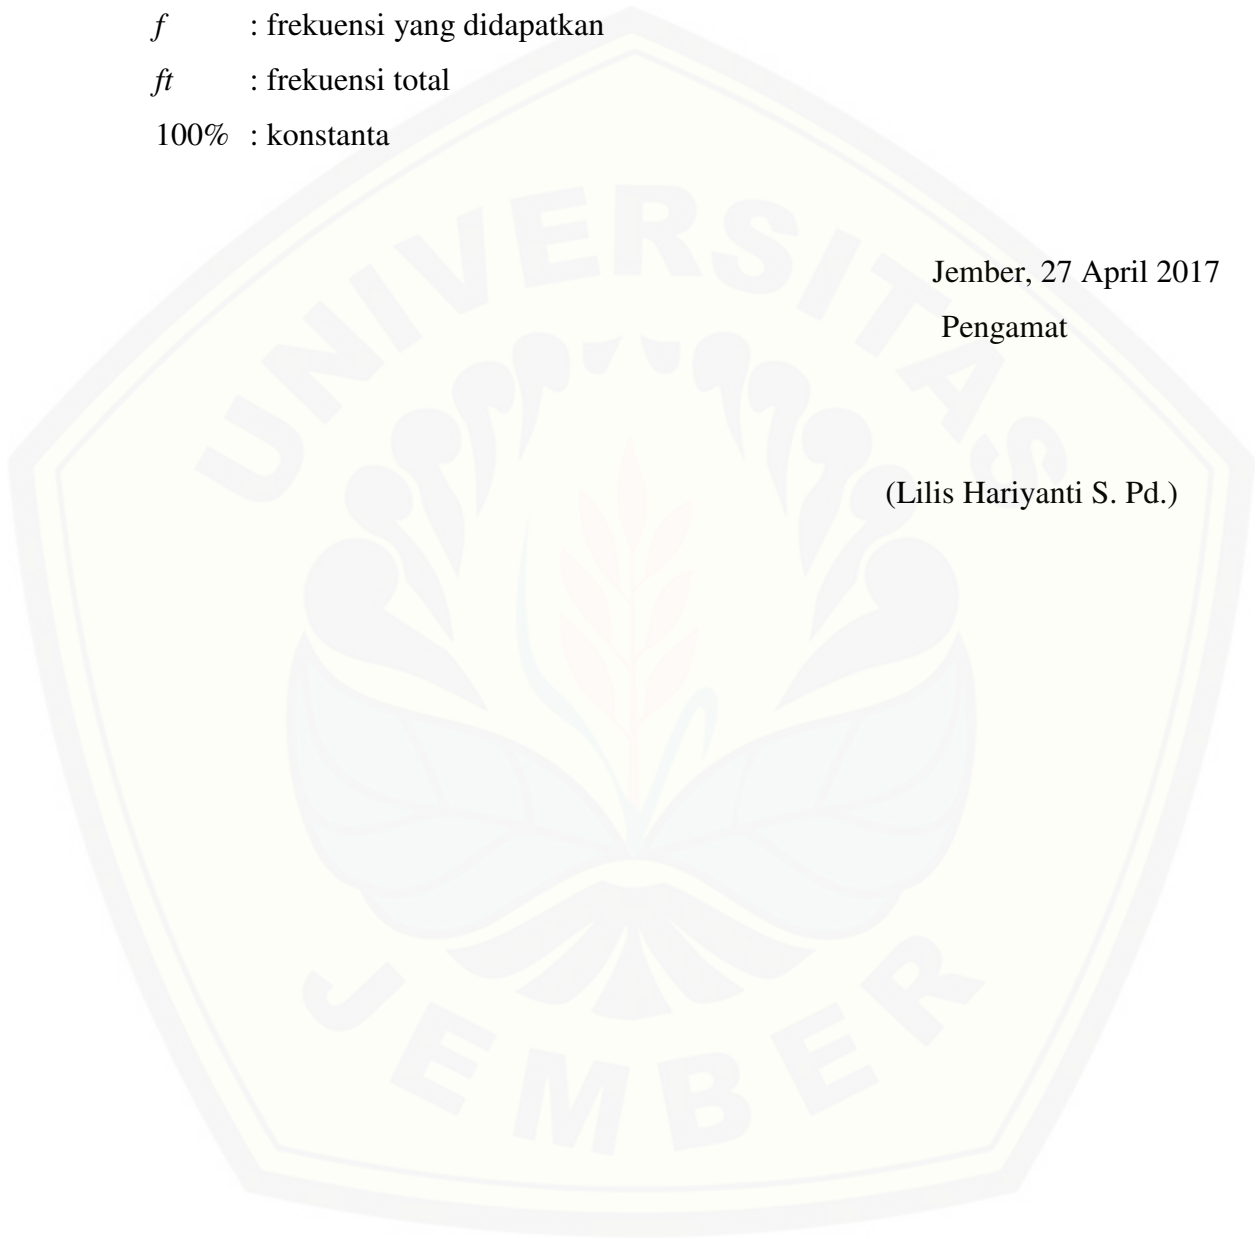 f : frekuensi yang didapatkan
ft : frekuensi total
100% : konstanta
UNIVERSITAS
Jember, 27 April 2017
Pengamat
(Lilis Hariyanti S. Pd.)
JEMBER